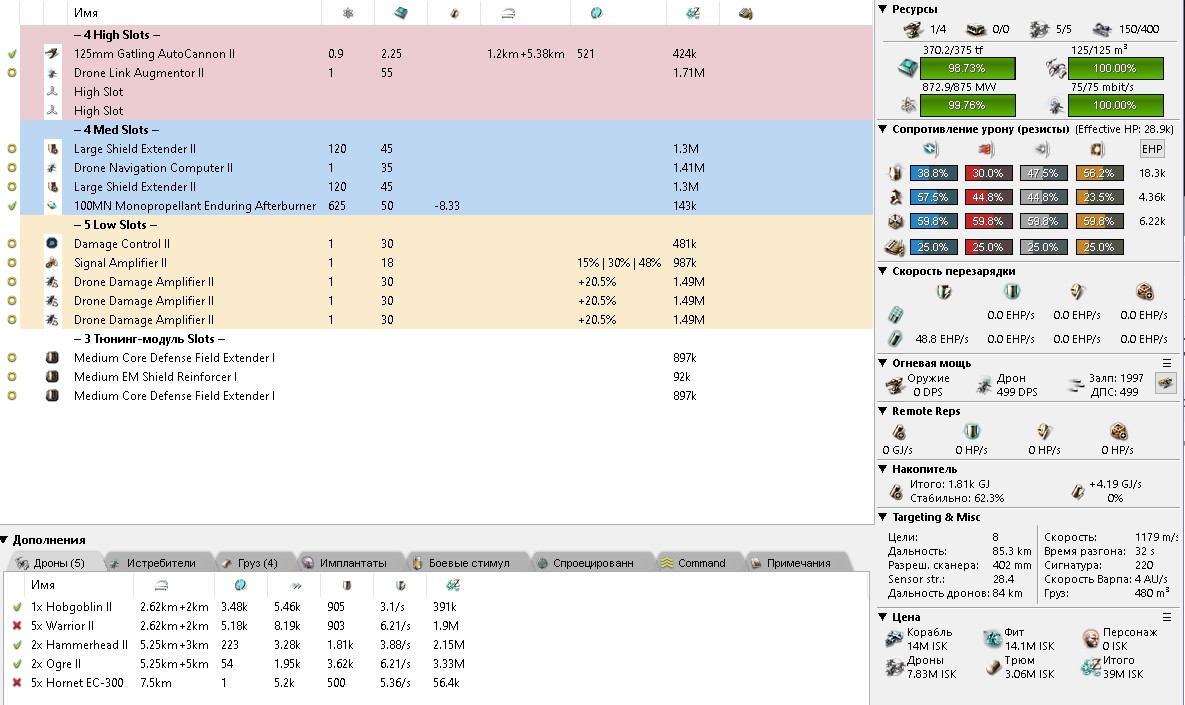 Имя
– 4 High Slots –
125mm Gatling AutoCannon II 0.9 2.25 1.2km+5.38km 521 424k
Drone Link Augmentor II 1 55 1.71M
High Slot
High Slot
– 4 Med Slots –
Large Shield Extender II 120 45 1.3M
Drone Navigation Computer II 1 35 1.41M
Large Shield Extender II 120 45 1.3M
100MN Monopropellant Enduring Afterburner 625 50 -8.33 143k
– 5 Low Slots –
Damage Control II 1 30 481k
Signal Amplifier II 1 18 15% | 30% | 48% 987k
Drone Damage Amplifier II 1 30 +20.5% 1.49M
Drone Damage Amplifier II 1 30 +20.5% 1.49M
Drone Damage Amplifier II 1 30 +20.5% 1.49M
– 3 Тюнинг-модуль Slots –
Medium Core Defense Field Extender I 897k
Medium EM Shield Reinforcer I 92k
Medium Core Defense Field Extender I 897k
Дополнения
Дроны (5) Истребители Груз (4) Имплантаты Боевые стимул Спроецированн Command Примечания
Имя
1x Hobgoblin II 2.62km+2km 3.48k 5.46k 905 3.1/s 391k
5x Warrior II 2.62km+2km 5.18k 8.19k 903 6.21/s 1.9M
2x Hammerhead II 5.25km+3km 223 3.28k 1.81k 3.88/s 2.15M
2x Ogre II 5.25km+5km 54 1.95k 3.62k 6.21/s 3.33M
5x Hornet EC-300 7.5km 1 5.2k 500 5.36/s 56.4k
Ресурсы
1/4 0/0 5/5 150/400
370.2/375 tf 125/125 m³
98.73% 100.00%
872.9/875 MW 75/75 mbit/s
99.76% 100.00%
Сопротивление урону (резисты) (Effective HP: 28.9k)
EHP
38.8% 30.0% 47.5% 56.2% 18.3k
57.5% 44.8% 44.8% 23.5% 4.36k
59.8% 59.8% 59.8% 59.8% 6.22k
25.0% 25.0% 25.0% 25.0%
Скорость перезарядки
0.0 EHP/s 0.0 EHP/s 0.0 EHP/s
48.8 EHP/s 0.0 EHP/s 0.0 EHP/s 0.0 EHP/s
Огневая мощь
Оружие Дрон Залп: 1997
0 DPS 499 DPS ДПС: 499
Remote Reps
0 GJ/s 0 HP/s 0 HP/s 0 HP/s
Накопитель
Итого: 1.81k GJ +4.19 GJ/s
Стабильно: 62.3% 0%
Targeting & Misc
Цели: 8 Скорость: 1179 m/s
Дальность: 85.3 km Время разгона: 32 s
Разреш. сканера: 402 mm Сигнатура: 220
Sensor str.: 28.4 Скорость Варпа: 4 AU/s
Дальность дронов: 84 km Груз: 480 m³
Цена
Корабль Фит Персонаж
14M ISK 14.1M ISK 0 ISK
Дроны Трюм Итого
7.83M ISK 3.06M ISK 39M ISK